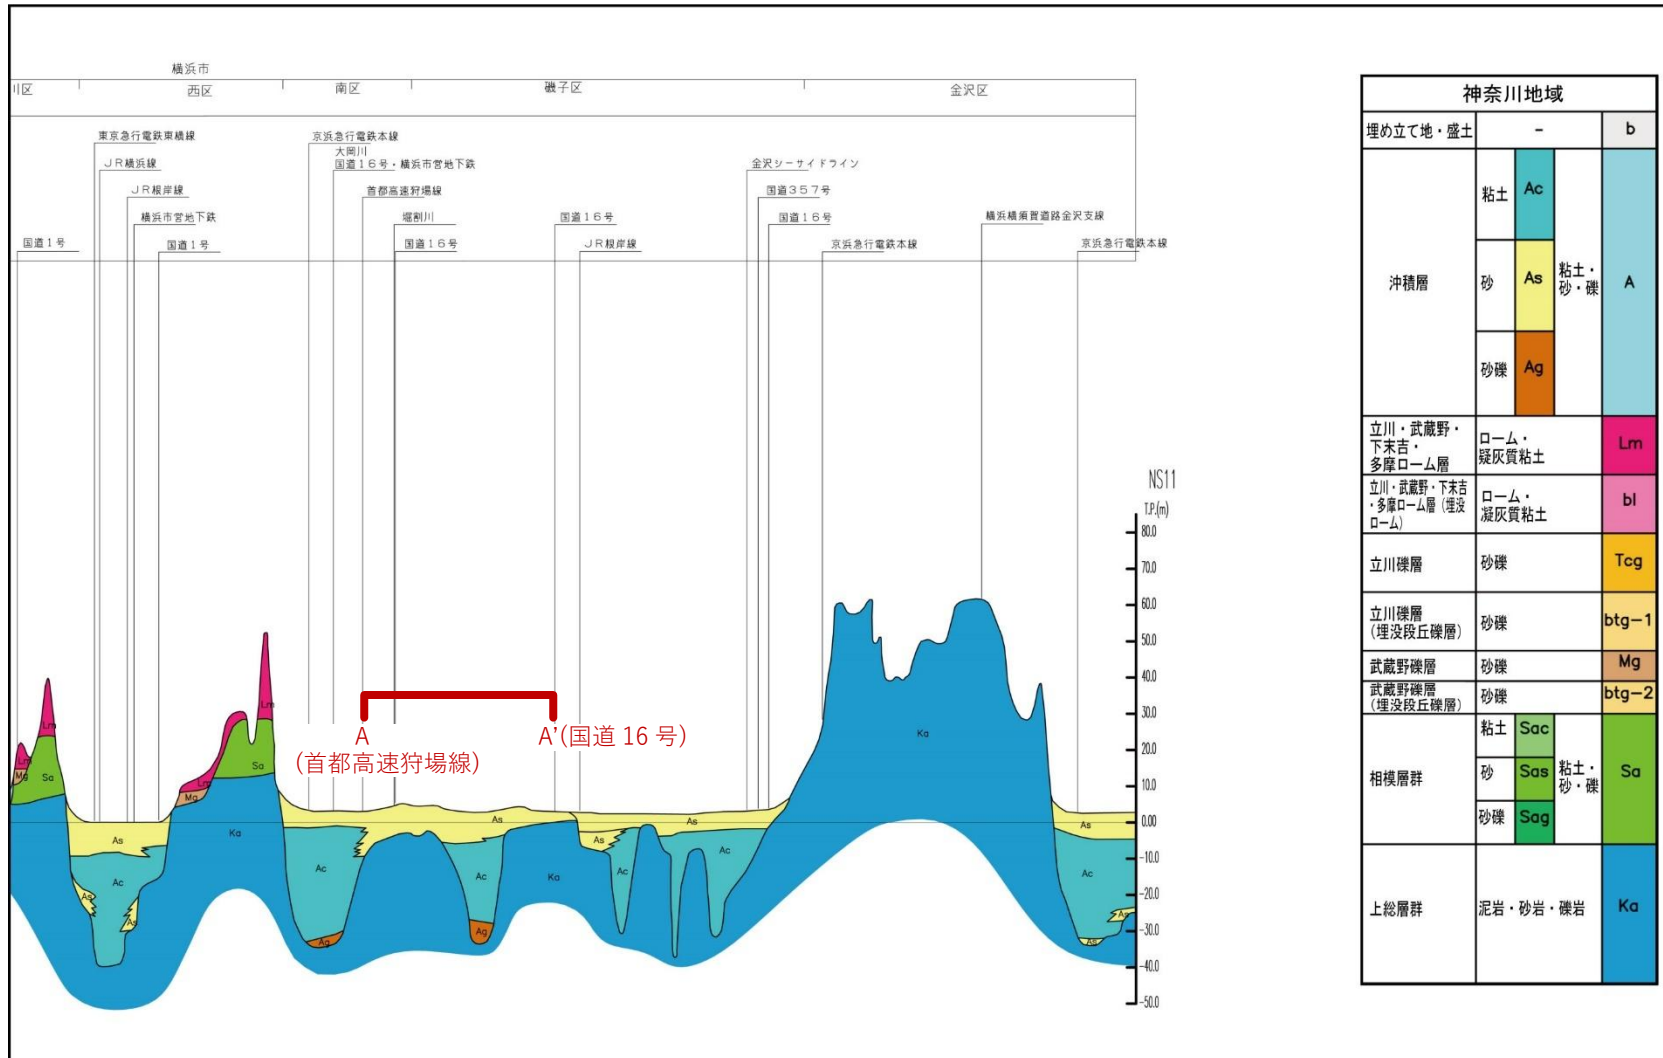 横浜市
川区
西区
南区
磯子区
金沢区
東京急行電鉄東横線
ＪＲ横浜線
ＪＲ根岸線
横浜市営地下鉄
国道１号
国道１号
京浜急行電鉄本線
大岡川
国道１６号・横浜市営地下鉄
首都高速狩場線
堀割川
国道１６号
国道１６号
ＪＲ根岸線
金沢シーサイドライン
国道３５７号
国道１６号
京浜急行電鉄本線
横浜横須賀道路金沢支線
京浜急行電鉄本線
NS11
T.P.(m)
80.0
70.0
60.0
50.0
40.0
30.0
20.0
10.0
0.00
-10.0
-20.0
-30.0
-40.0
-50.0
A
(首都高速狩場線)
A’(国道 16 号)
Lm
Lm
Mg
Sa
Lm
Sa
Lm
Mg
Ka
As
Ac
As
As
Ac
Ag
As
Ac
Ag
Ka
As
As
Ac
Ac
Ka
As
Ac
As
As
神奈川地域
埋め立て地・盛土 - b
沖積層
粘土 Ac
砂 As
粘土・
砂・礫
A
砂礫 Ag
立川・武蔵野・
下末吉・
多摩ローム層
ローム・
凝灰質粘土
Lm
立川・武蔵野・下末吉
・多摩ローム層（埋没
ローム）
ローム・
凝灰質粘土
bl
立川礫層 砂礫 Tcg
立川礫層
(埋没段丘礫層)
砂礫 btg-1
武蔵野礫層 砂礫 Mg
武蔵野礫層
(埋没段丘礫層)
砂礫 btg-2
相模層群
粘土 Sac
砂 Sas
粘土・
砂・礫
Sa
砂礫 Sag
上総層群 泥岩・砂岩・礫岩 Ka